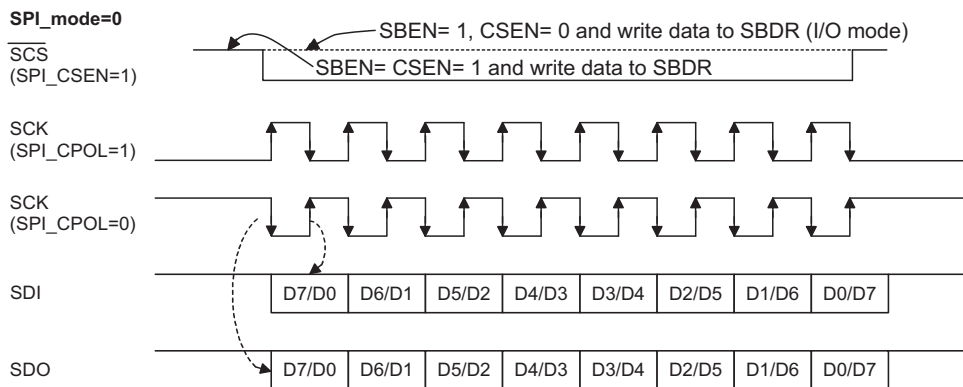 SPI_mode=0
SBEN= 1, CSEN= 0 and write data to SBDR (I/O mode)
SCS
(SPI_CSEN=1)
SBEN= CSEN= 1 and write data to SBDR
SCK
(SPI_CPOL=1)
SCK
(SPI_CPOL=0)
SDI D7/D0 D6/D1 D5/D2 D4/D3 D3/D4 D2/D5 D1/D6 D0/D7
SDO D7/D0 D6/D1 D5/D2 D4/D3 D3/D4 D2/D5 D1/D6 D0/D7